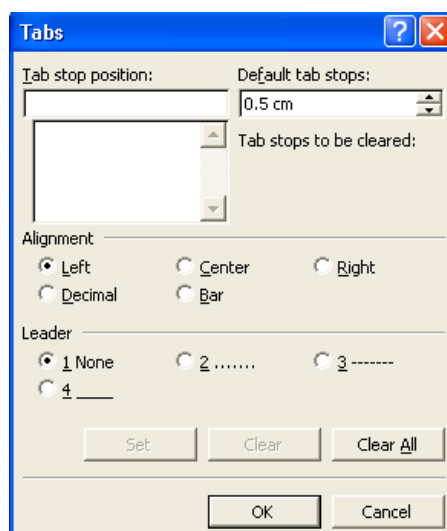 Tabs
Tab stop position: Default tab stops:
0.5 cm
Tab stops to be cleared:
Alignment
Left Center Right
Decimal Bar
Leader
1 None 2 ....... 3 -------
4 ____
Set Clear Clear All
OK Cancel